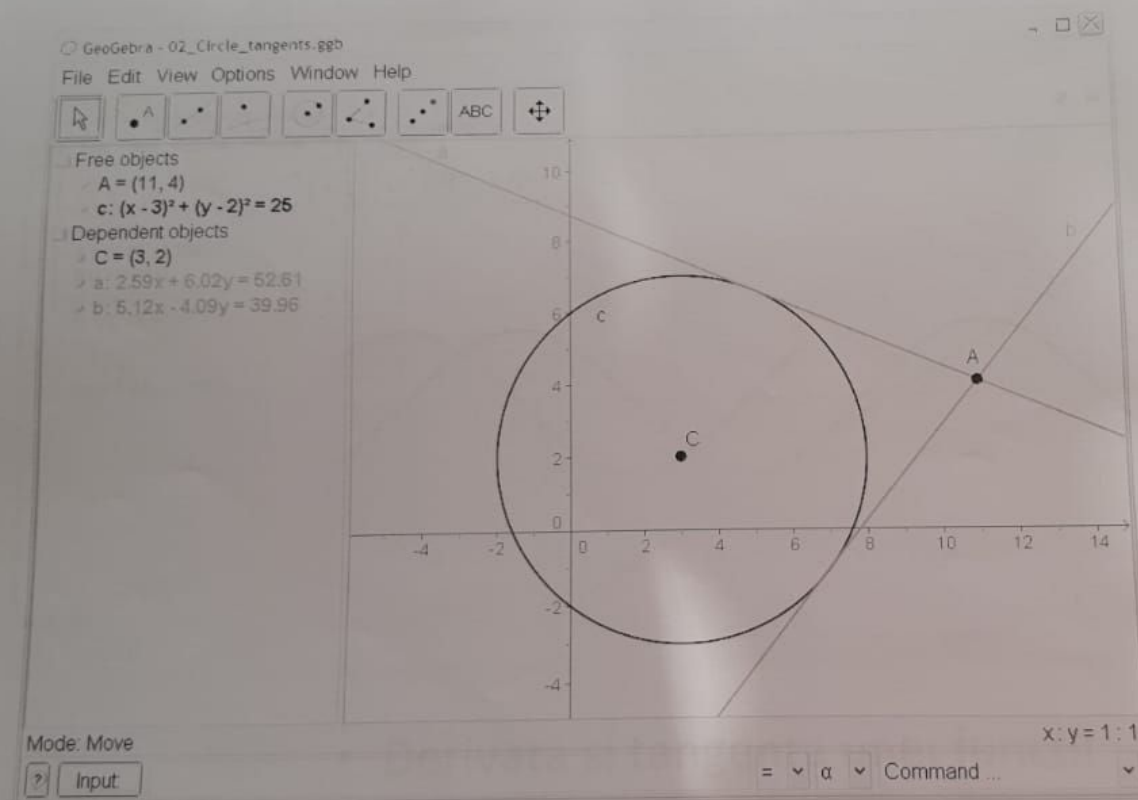 GeoGebra - 02_Circle_tangents.ggb
File Edit View Options Window Help
A
ABC
Free objects
A = (11, 4)
c: (x - 3)² + (y - 2)² = 25
Dependent objects
C = (3, 2)
a: 2.59x + 6.02y = 52.61
b: 5.12x - 4.09y = 39.96
a
10
8
b
6
c
A
4
C
2
0
-4 -2 0 2 4 6 8 10 12 14
-2
-4
Mode: Move
x : y = 1 : 1
? Input:
= α Command ...
Derivata si tangenta